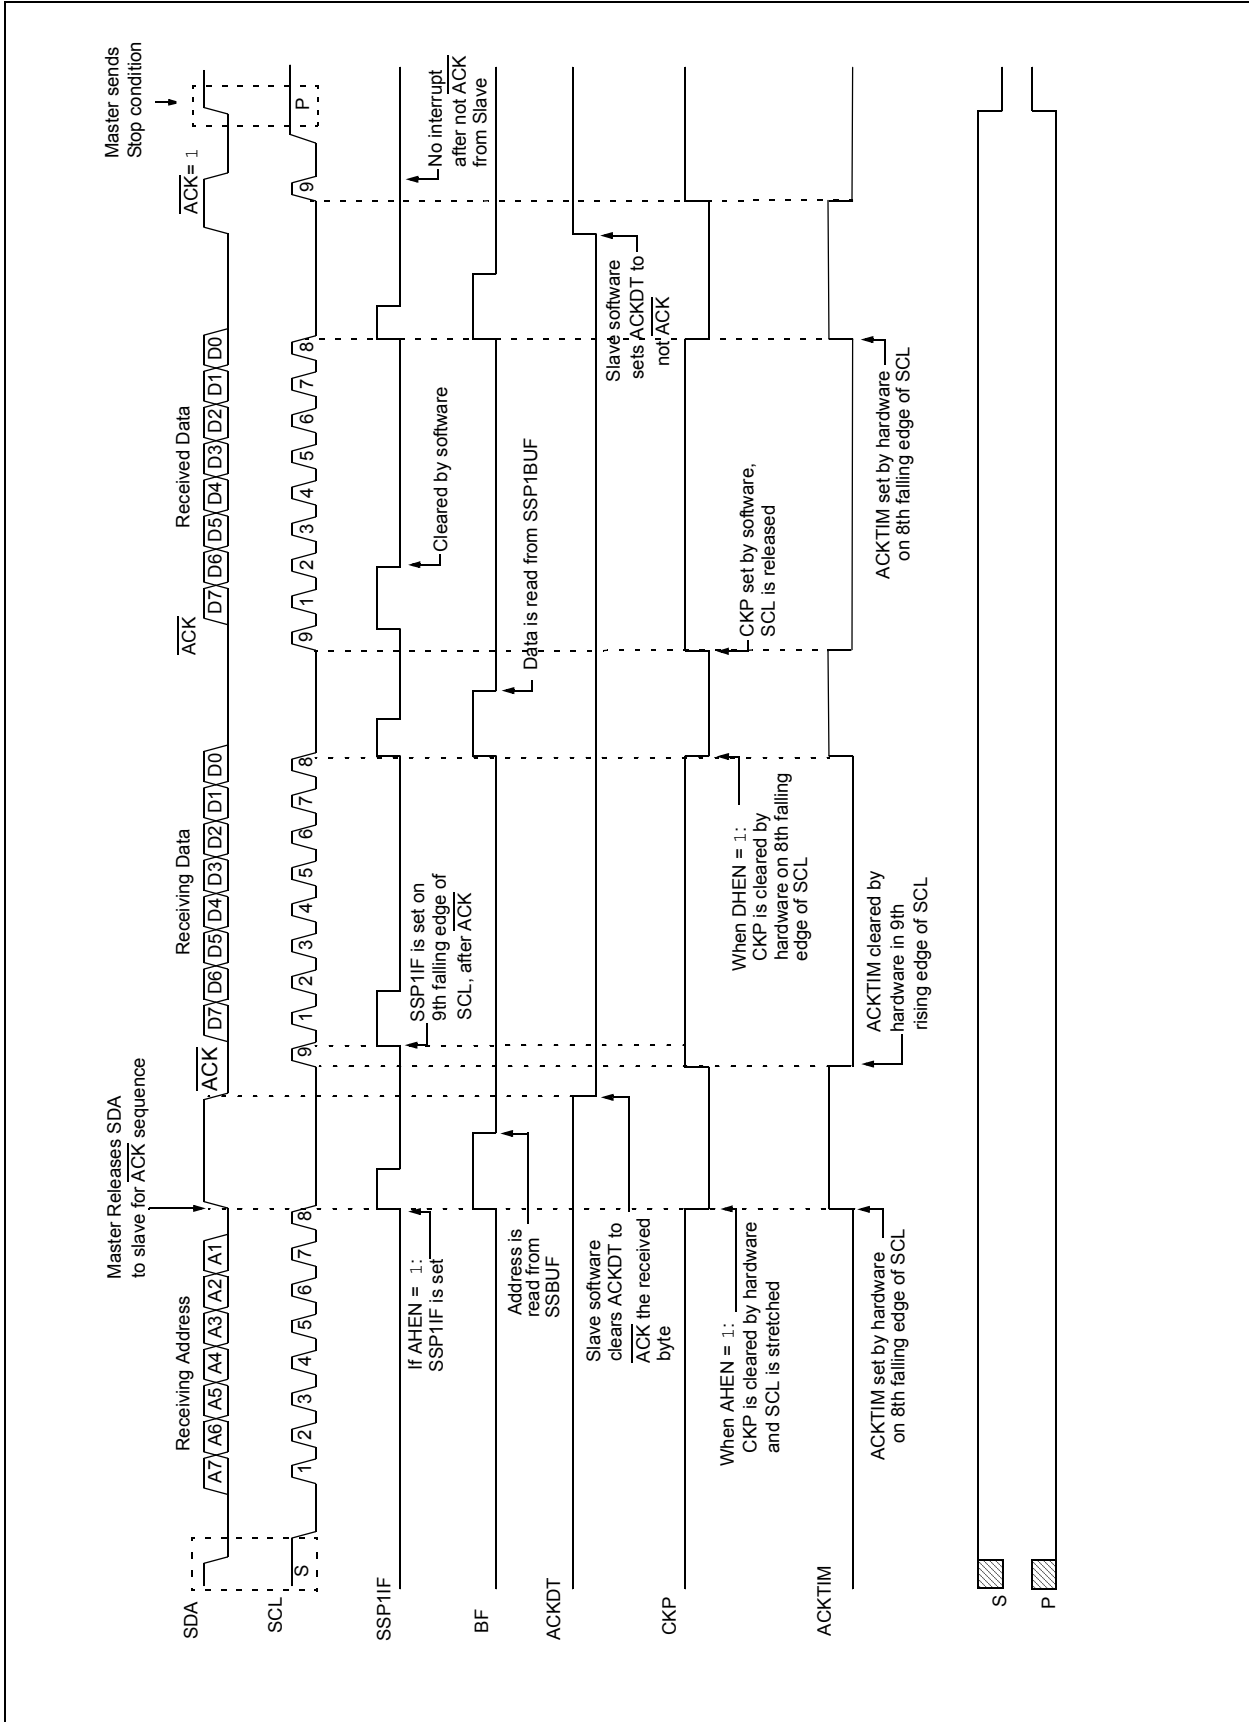 Master sends
Stop condition
Master Releases SDA
to slave for ACK sequence
Receiving Address
Receiving Data
Received Data
ACK
ACK
ACK= 1
SDA
A7 A6 A5 A4 A3 A2 A1
D7 D6 D5 D4 D3 D2 D1 D0
D7 D6 D5 D4 D3 D2 D1 D0
SCL
S 1 2 3 4 5 6 7 8 9 1 2 3 4 5 6 7 8 9 1 2 3 4 5 6 7 8 9 P
SSP1IF
If AHEN = 1:
SSP1IF is set
SSP1IF is set on
9th falling edge of
SCL, after ACK
Cleared by software
No interrupt
after not ACK
from Slave
BF
Address is
read from
SSBUF
Data is read from SSP1BUF
ACKDT
Slave software
clears ACKDT to
ACK the received
byte
Slave software
sets ACKDT to
not ACK
CKP
When AHEN = 1:
CKP is cleared by hardware
and SCL is stretched
When DHEN = 1:
CKP is cleared by
hardware on 8th falling
edge of SCL
CKP set by software,
SCL is released
ACKTIM
ACKTIM set by hardware
on 8th falling edge of SCL
ACKTIM cleared by
hardware in 9th
rising edge of SCL
ACKTIM set by hardware
on 8th falling edge of SCL
S
P